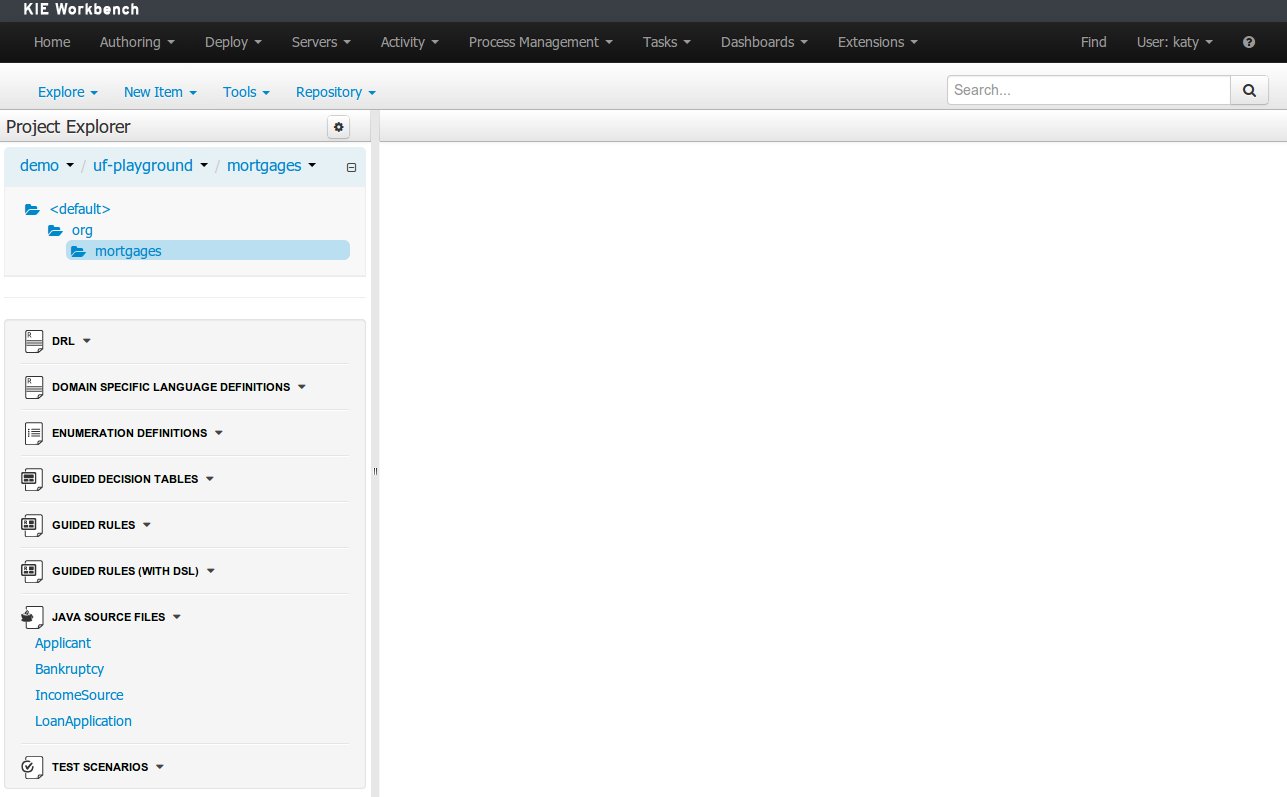 KIE Workbench
Home Authoring Deploy Servers Activity Process Management Tasks Dashboards Extensions Find User: katy
Explore New Item Tools Repository Search...
Project Explorer
demo / uf-playground / mortgages
<default>
org
mortgages
DRL
DOMAIN SPECIFIC LANGUAGE DEFINITIONS
ENUMERATION DEFINITIONS
GUIDED DECISION TABLES
GUIDED RULES
GUIDED RULES (WITH DSL)
JAVA SOURCE FILES
Applicant
Bankruptcy
IncomeSource
LoanApplication
TEST SCENARIOS